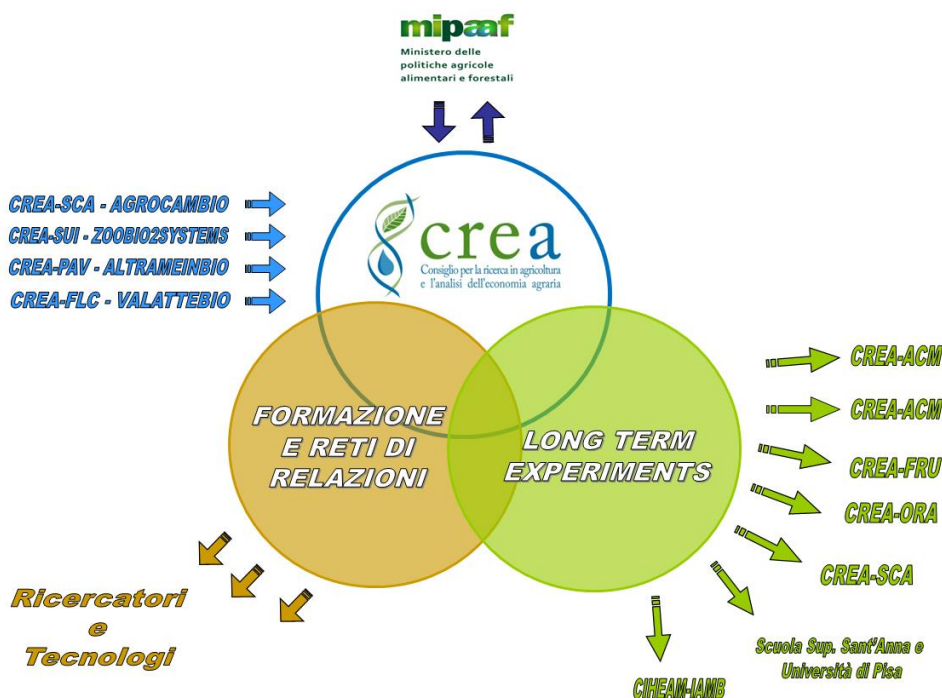 mipaaf
Ministero delle
politiche agricole
alimentari e forestali
CREA-SCA - AGROCAMBIO
CREA-SUI - ZOOBIO2SYSTEMS
CREA-PAV - ALTRAMEINBIO
CREA-FLC - VALATTEBIO
crea
Consiglio per la ricerca in agricoltura
e l'analisi dell'economia agraria
FORMAZIONE
E RETI DI
RELAZIONI
LONG TERM
EXPERIMENTS
CREA-ACM
CREA-ACM
CREA-FRU
CREA-ORA
CREA-SCA
Scuola Sup. Sant'Anna e
Università di Pisa
CIHEAM-IAMB
Ricercatori
e
Tecnologi